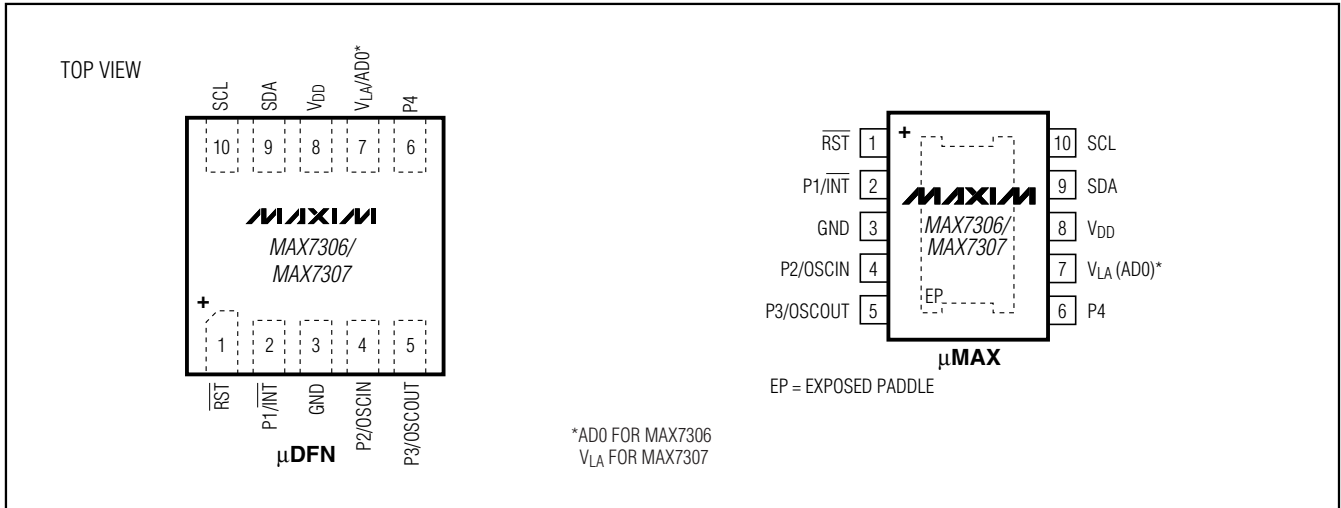 TOP VIEW
SCL
SDA
VDD
VLA/AD0*
P4
10
9
8
7
6
MAXIM
MAX7306/
MAX7307
+
1
2
3
4
5
RST
P1/INT
GND
P2/OSCIN
P3/OSCOUT
µDFN
RST 1
P1/INT 2
GND 3
P2/OSCIN 4
P3/OSCOUT 5
+
MAXIM
MAX7306/
MAX7307
EP
10 SCL
9 SDA
8 VDD
7 VLA (AD0)*
6 P4
µMAX
EP = EXPOSED PADDLE
*AD0 FOR MAX7306
VLA FOR MAX7307